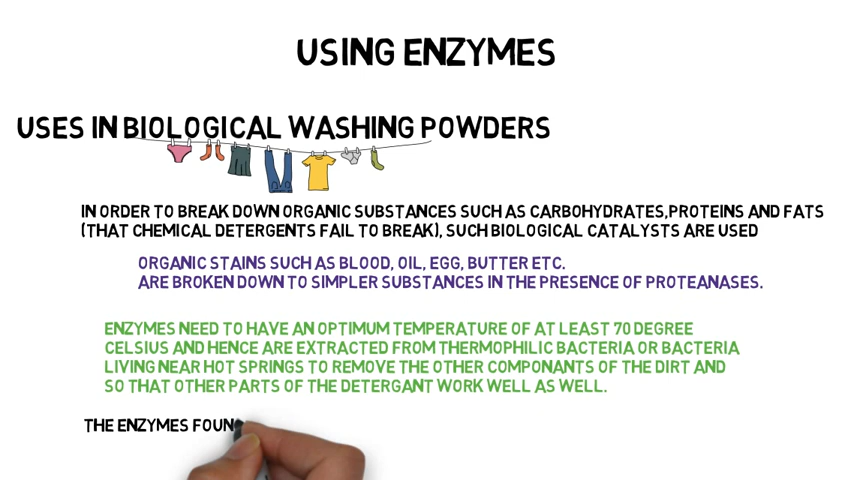 USING ENZYMES
USES IN BIOLOGICAL WASHING POWDERS
IN ORDER TO BREAK DOWN ORGANIC SUBSTANCES SUCH AS CARBOHYDRATES,PROTEINS AND FATS
(THAT CHEMICAL DETERGENTS FAIL TO BREAK), SUCH BIOLOGICAL CATALYSTS ARE USED
ORGANIC STAINS SUCH AS BLOOD, OIL, EGG, BUTTER ETC.
ARE BROKEN DOWN TO SIMPLER SUBSTANCES IN THE PRESENCE OF PROTEANASES.
ENZYMES NEED TO HAVE AN OPTIMUM TEMPERATURE OF AT LEAST 70 DEGREE
CELSIUS AND HENCE ARE EXTRACTED FROM THERMOPHILIC BACTERIA OR BACTERIA
LIVING NEAR HOT SPRINGS TO REMOVE THE OTHER COMPONANTS OF THE DIRT AND
SO THAT OTHER PARTS OF THE DETERGANT WORK WELL AS WELL.
THE ENZYMES FOUN